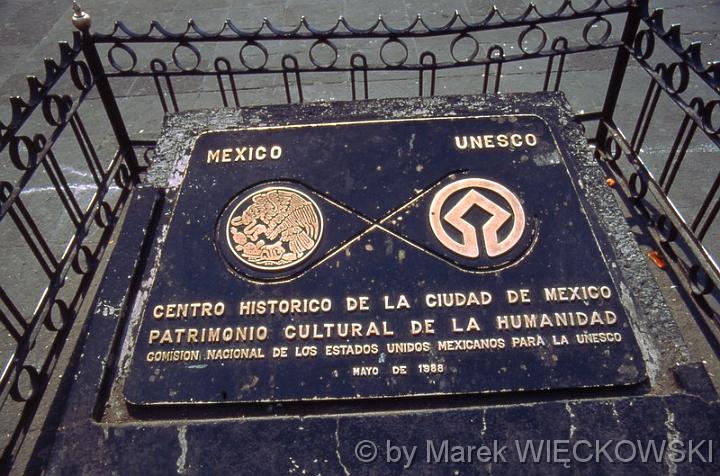 MEXICO UNESCO
CENTRO HISTORICO DE LA CIUDAD DE MEXICO
PATRIMONIO CULTURAL DE LA HUMANIDAD
COMISION NACIONAL DE LOS ESTADOS UNIDOS MEXICANOS PARA LA UNESCO
MAYO DE 1988
© by Marek WIĘCKOWSKI